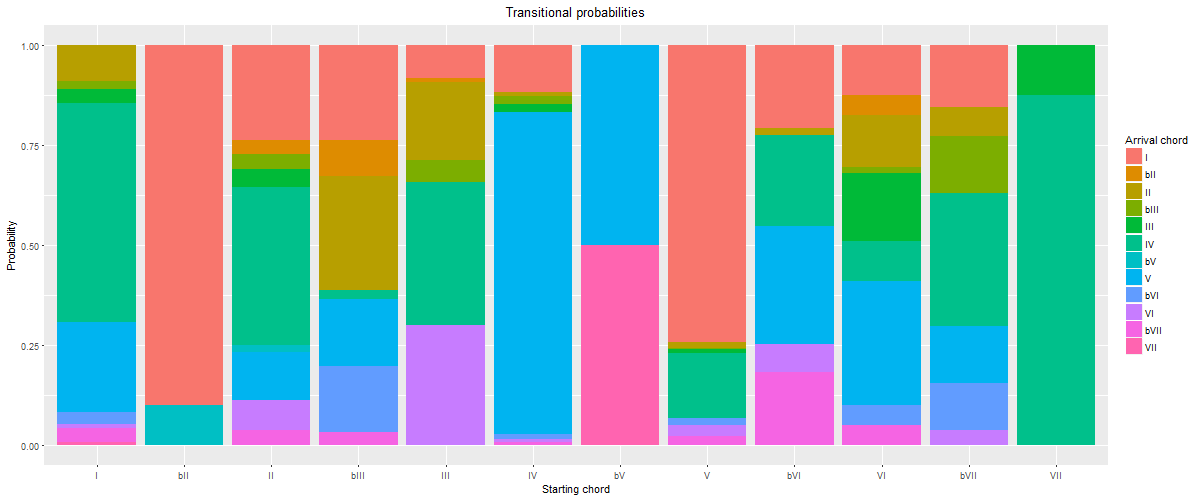 Transitional probabilities
1.00
0.75
0.50
0.25
0.00
Probability
I bII II bIII III IV bV V bVI VI bVII VII
Starting chord
Arrival chord
I
bII
II
bIII
III
IV
bV
V
bVI
VI
bVII
VII